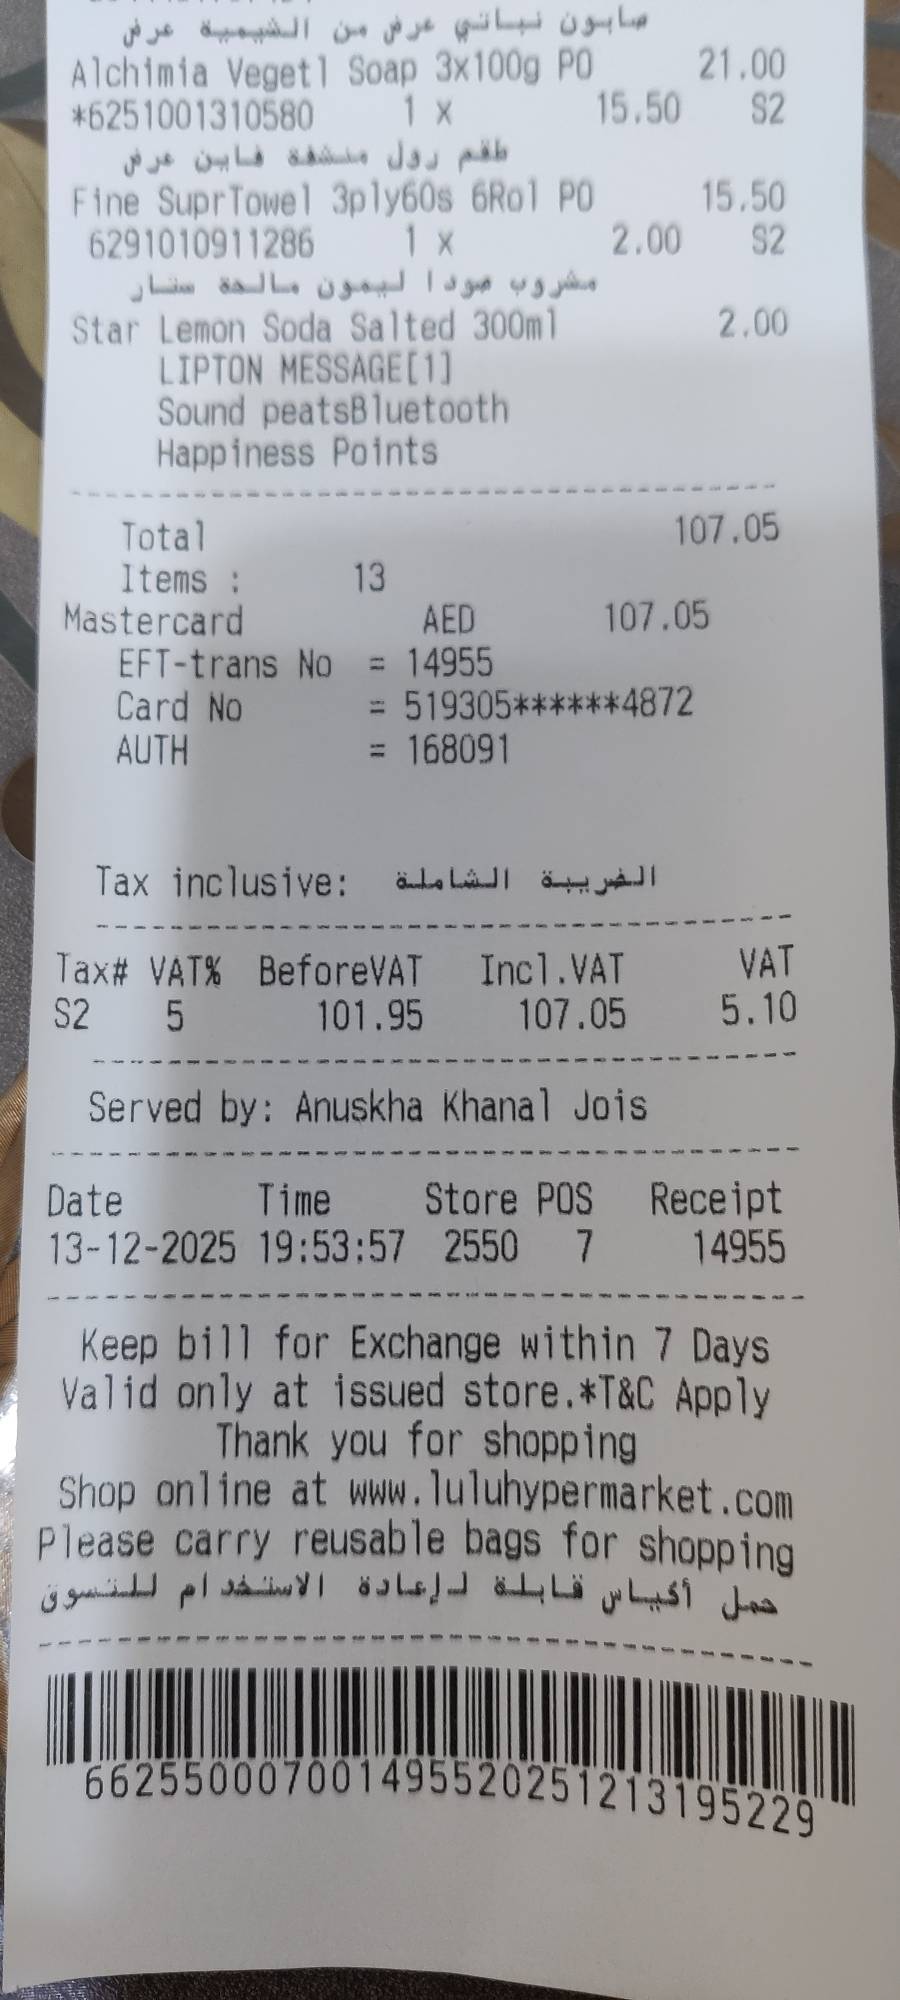 صابون نباتي عرض من الشيمية عرض
Alchimia Vegetl Soap 3x100g PO 21.00
*6251001310580 1 x 15.50 S2
طقم رول منشفة فاين عرض
Fine SuprTowel 3ply60s 6Rol PO 15.50
6291010911286 1 x 2.00 S2
مشروب صودا ليمون مالحة ستار
Star Lemon Soda Salted 300ml 2.00
LIPTON MESSAGE[1]
Sound peatsBluetooth
Happiness Points
Total 107.05
Items : 13
Mastercard AED 107.05
EFT-trans No = 14955
Card No = 519305******4872
AUTH = 168091
Tax inclusive: الضريبة الشاملة
Tax# VAT% BeforeVAT Incl.VAT VAT
S2 5 101.95 107.05 5.10
Served by: Anuskha Khanal Jois
Date Time Store POS Receipt
13-12-2025 19:53:57 2550 7 14955
Keep bill for Exchange within 7 Days
Valid only at issued store.*T&C Apply
Thank you for shopping
Shop online at www.luluhypermarket.com
Please carry reusable bags for shopping
حمل أكياس قابلة لإعادة الاستخدام للتسوق
66255000700149552025121319522​9